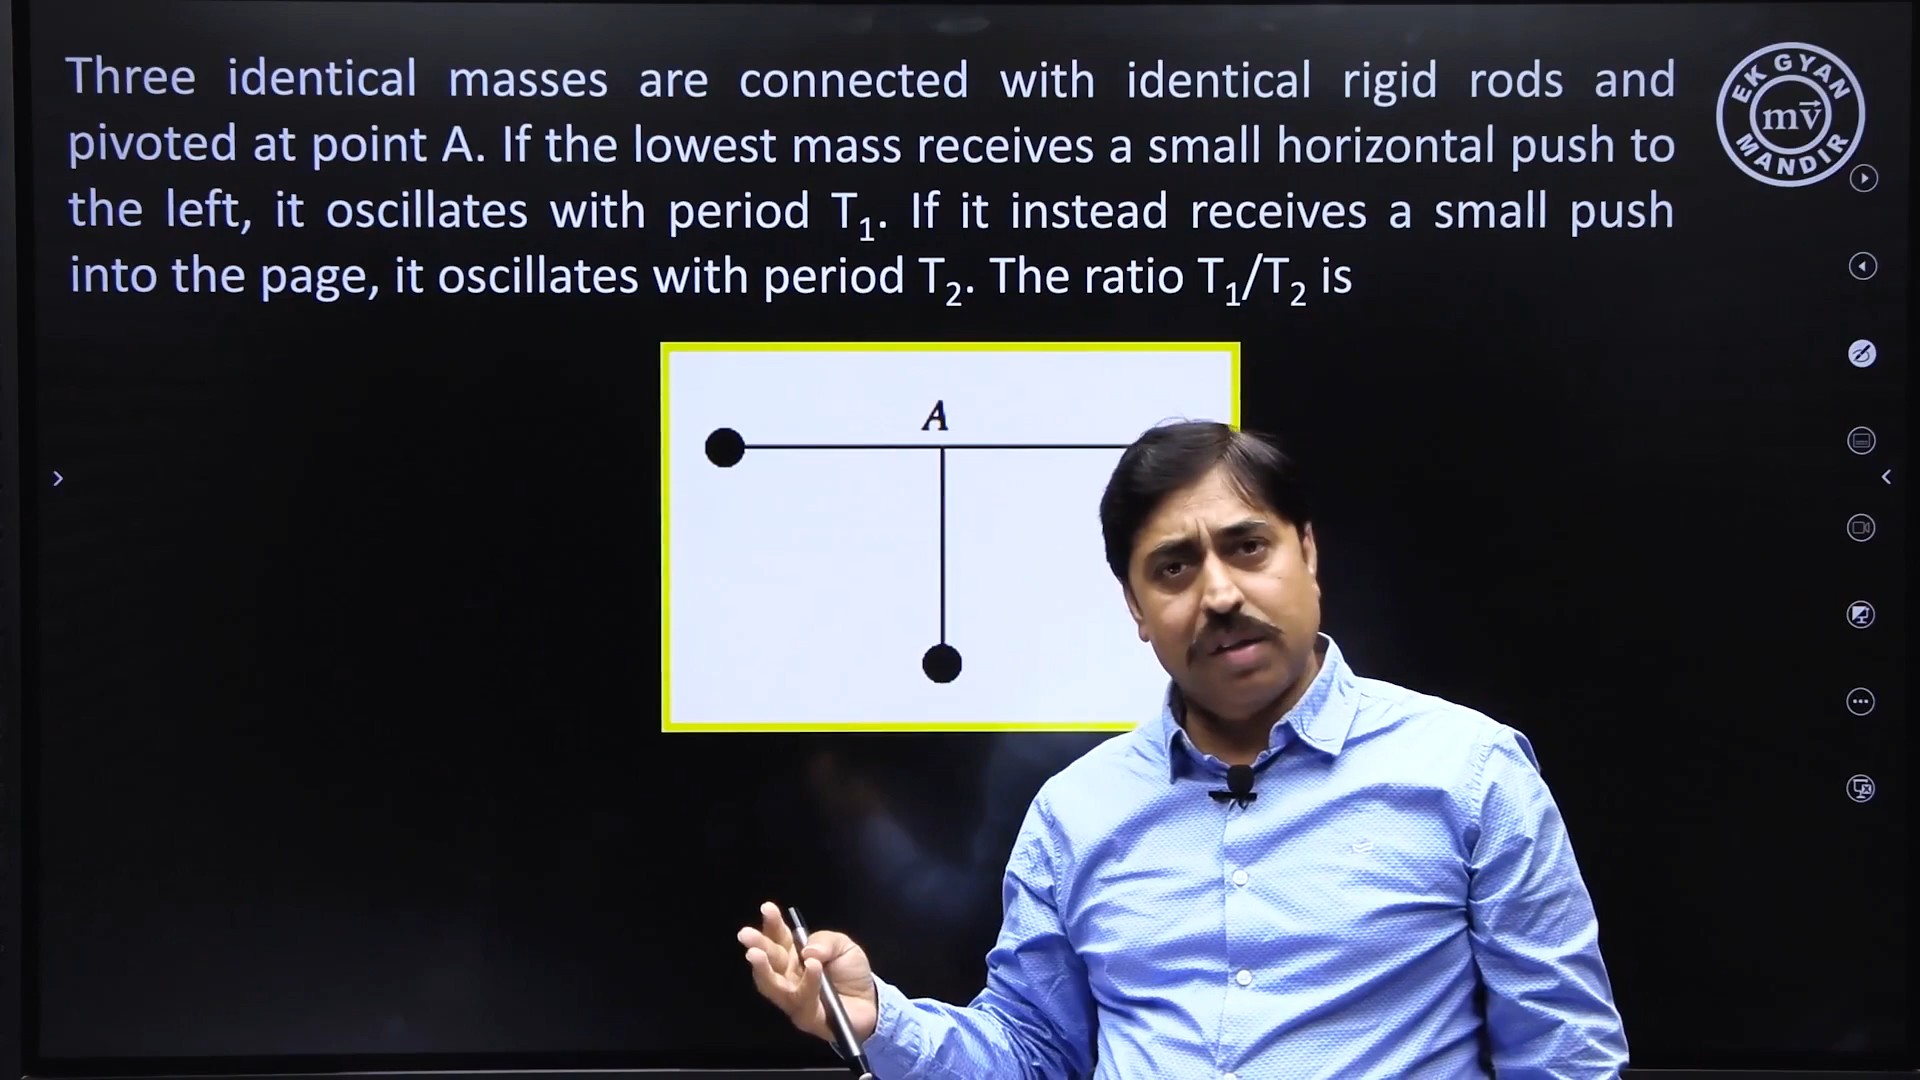 Three identical masses are connected with identical rigid rods and
pivoted at point A. If the lowest mass receives a small horizontal push to
the left, it oscillates with period T₁. If it instead receives a small push
into the page, it oscillates with period T₂. The ratio T₁/T₂ is
EK GYAN
mv⃗
MANDIR
A